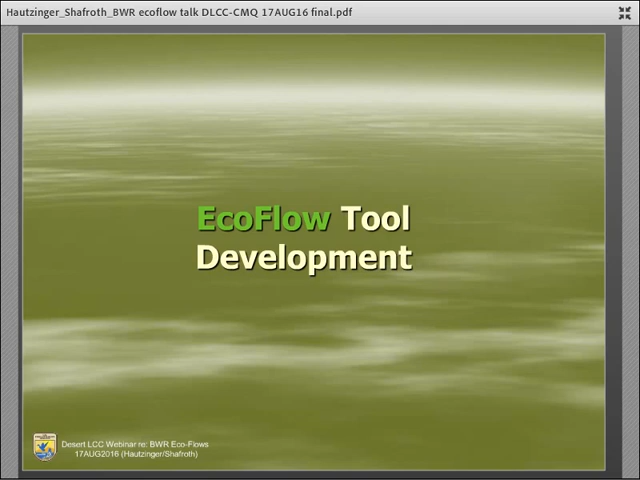 Hautzinger_Shafroth_BWR ecoflow talk DLCC-CMQ 17AUG16 final.pdf
EcoFlow Tool
Development
Desert LCC Webinar re: BWR Eco-Flows
17AUG2016 (Hautzinger/Shafroth)